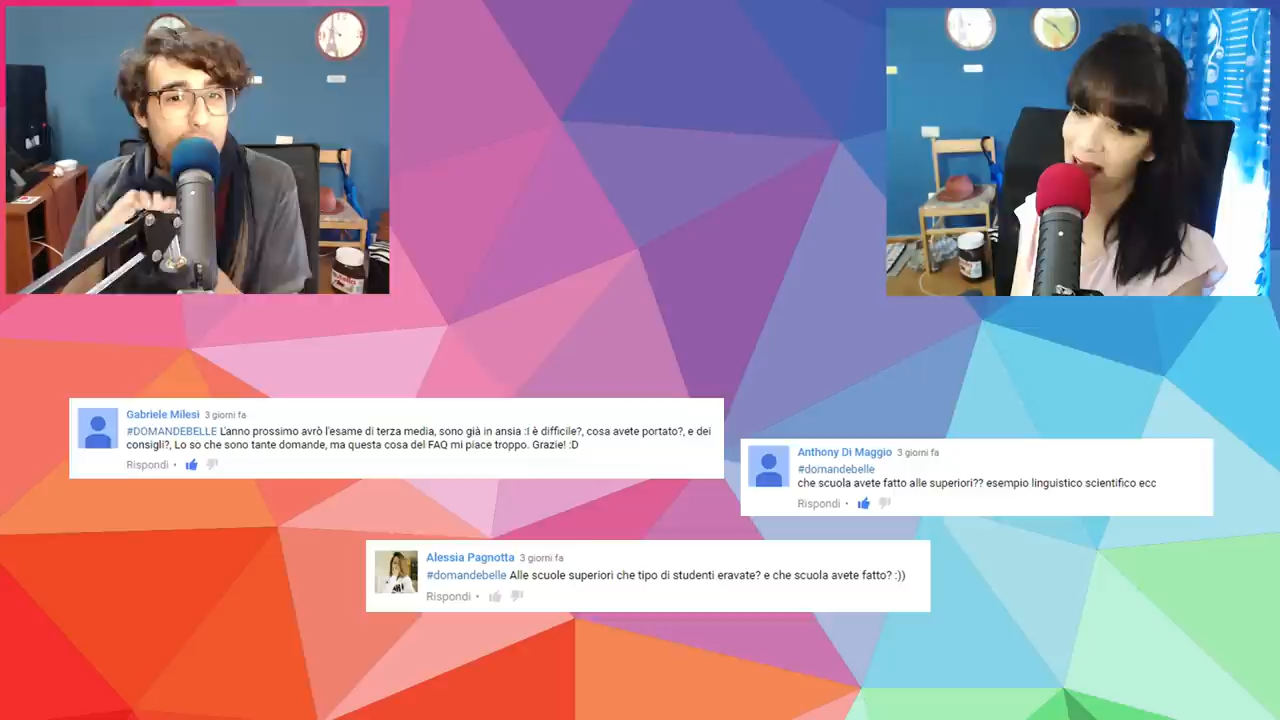 Gabriele Milesi 3 giorni fa
#DOMANDEBELLE L'anno prossimo avrò l'esame di terza media, sono già in ansia :I è difficile?, cosa avete portato?, e dei
consigli?, Lo so che sono tante domande, ma questa cosa del FAQ mi piace troppo. Grazie! :D
Rispondi •
Anthony Di Maggio 3 giorni fa
#domandebelle
che scuola avete fatto alle superiori?? esempio linguistico scientifico ecc
Rispondi •
Alessia Pagnotta 3 giorni fa
#domandebelle Alle scuole superiori che tipo di studenti eravate? e che scuola avete fatto? :))
Rispondi •